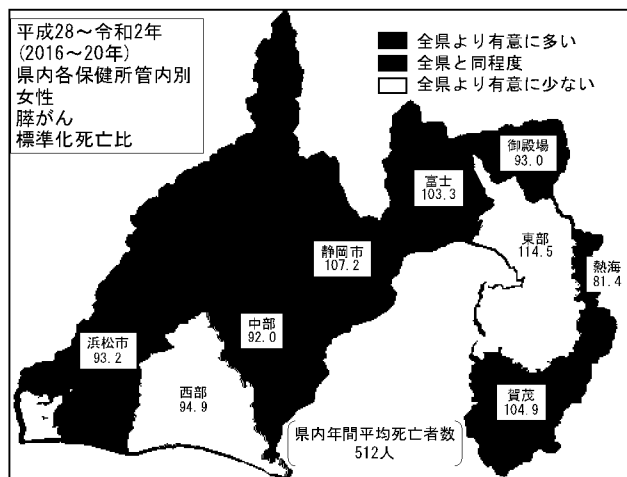 平成28～令和2年
(2016～20年)
県内各保健所管内別
女性
膵がん
標準化死亡比
全県より有意に多い
全県と同程度
全県より有意に少ない
御殿場
93.0
富士
103.3
東部
114.5
静岡市
107.2
熱海
81.4
中部
92.0
浜松市
93.2
西部
94.9
賀茂
104.9
県内年間平均死亡者数
512人